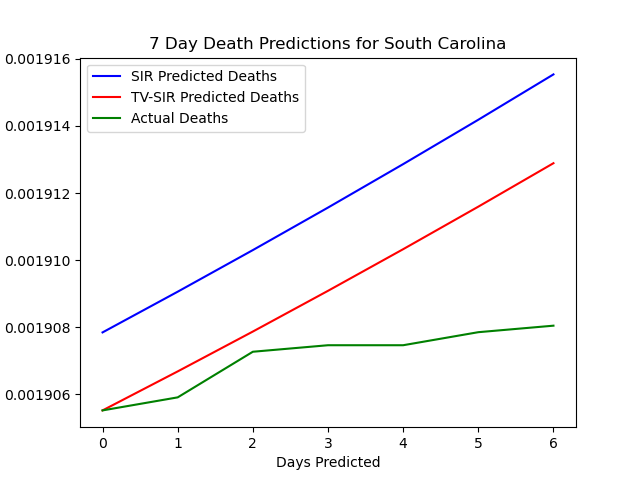 7 Day Death Predictions for South Carolina
0.001916
0.001914
0.001912
0.001910
0.001908
0.001906
SIR Predicted Deaths
TV-SIR Predicted Deaths
Actual Deaths
0 1 2 3 4 5 6
Days Predicted